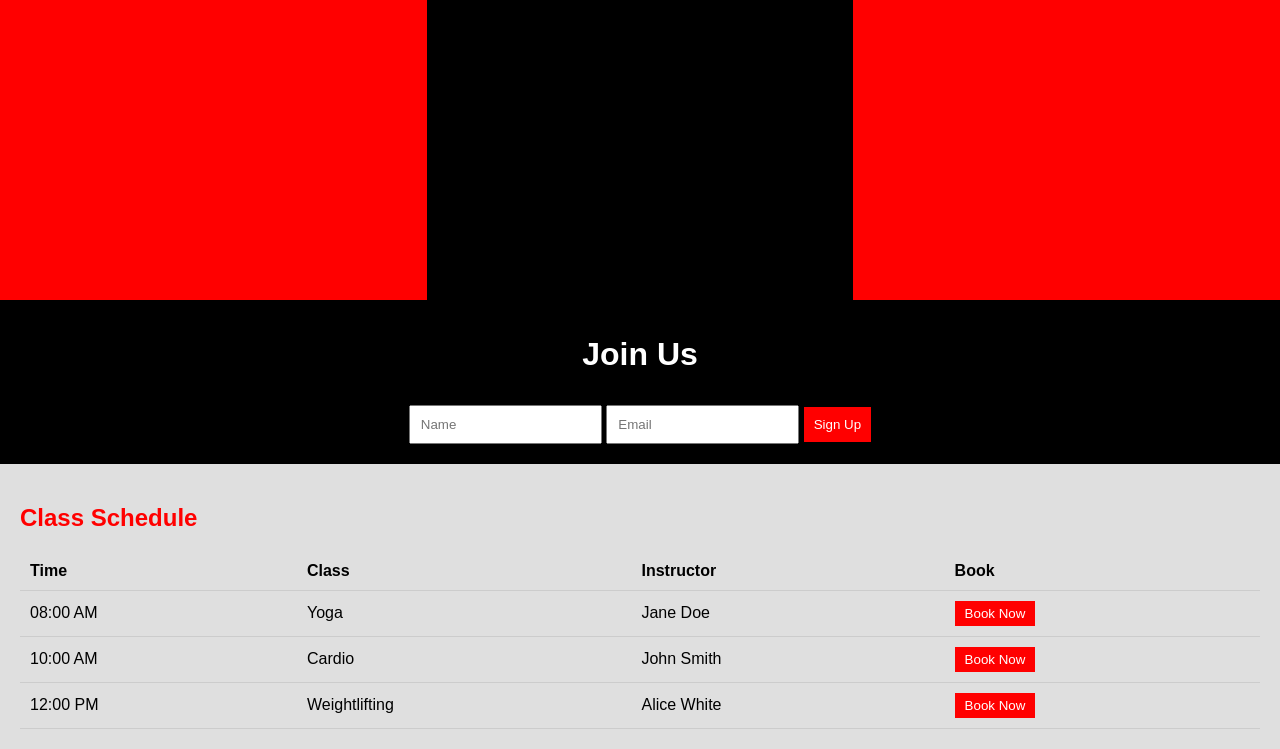 Join Us
Name Email Sign Up
Class Schedule
Time Class Instructor Book
08:00 AM Yoga Jane Doe Book Now
10:00 AM Cardio John Smith Book Now
12:00 PM Weightlifting Alice White Book Now